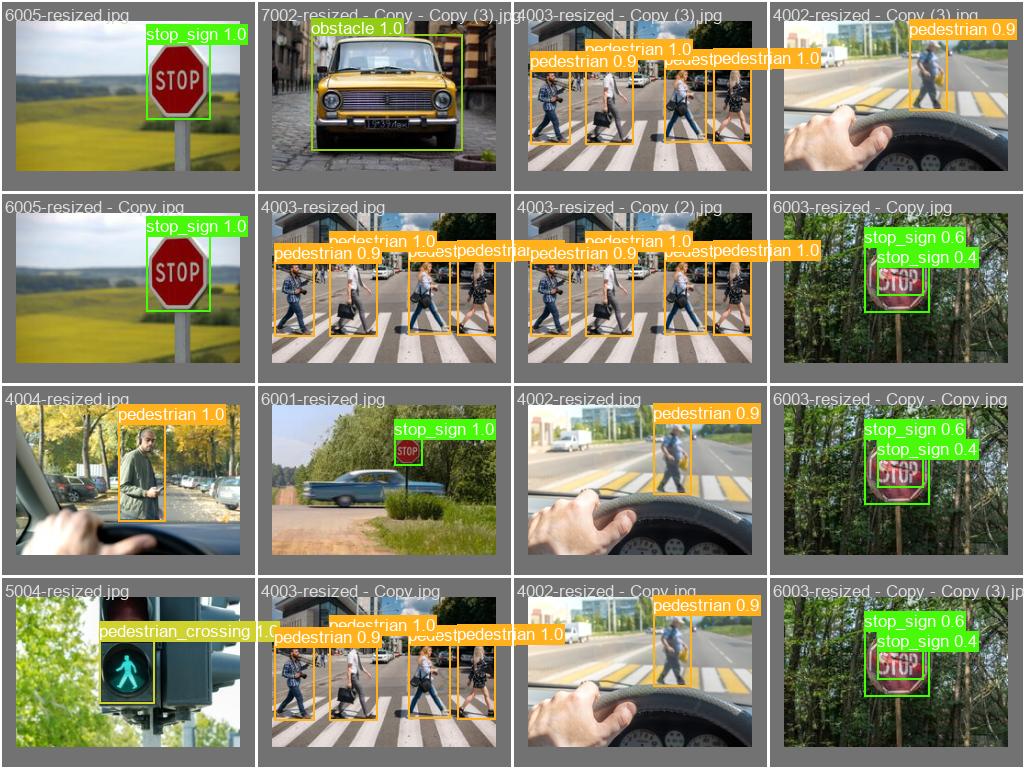 6005-resized.jpg
stop_sign 1.0
STOP
7002-resized - Copy - Copy (3).jpg
obstacle 1.0
4003-resized - Copy (3).jpg
pedestrian 1.0
pedestrian 0.9
pedestrian 1.0
4002-resized - Copy (3).jpg
pedestrian 0.9
6005-resized - Copy.jpg
stop_sign 1.0
STOP
4003-resized.jpg
pedestrian 1.0
pedestrian 0.9
pedestrian
4003-resized - Copy (2).jpg
pedestrian 1.0
pedestrian 0.9
pedestrian 1.0
6003-resized - Copy.jpg
stop_sign 0.6
stop_sign 0.4
STOP
4004-resized.jpg
pedestrian 1.0
6001-resized.jpg
stop_sign 1.0
STOP
4002-resized.jpg
pedestrian 0.9
6003-resized - Copy - Copy.jpg
stop_sign 0.6
stop_sign 0.4
STOP
5004-resized.jpg
pedestrian_crossing 1.0
4003-resized - Copy.jpg
pedestrian 1.0
pedestrian 0.9
pedestrian 1.0
4002-resized - Copy.jpg
pedestrian 0.9
6003-resized - Copy - Copy (3).jp
stop_sign 0.6
stop_sign 0.4
STOP